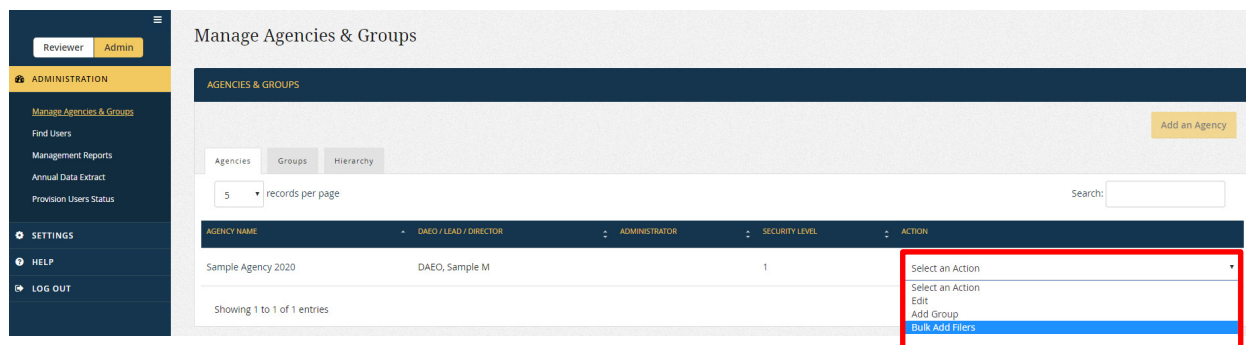 Reviewer Admin
ADMINISTRATION
Manage Agencies & Groups
Find Users
Management Reports
Annual Data Extract
Provision Users Status
SETTINGS
HELP
LOG OUT
Manage Agencies & Groups
AGENCIES & GROUPS
Add an Agency
Agencies Groups Hierarchy
5 records per page Search:
AGENCY NAME DAEO / LEAD / DIRECTOR ADMINISTRATOR SECURITY LEVEL ACTION
Sample Agency 2020 DAEO, Sample M 1 Select an Action
Select an Action
Edit
Add Group
Bulk Add Filers
Showing 1 to 1 of 1 entries